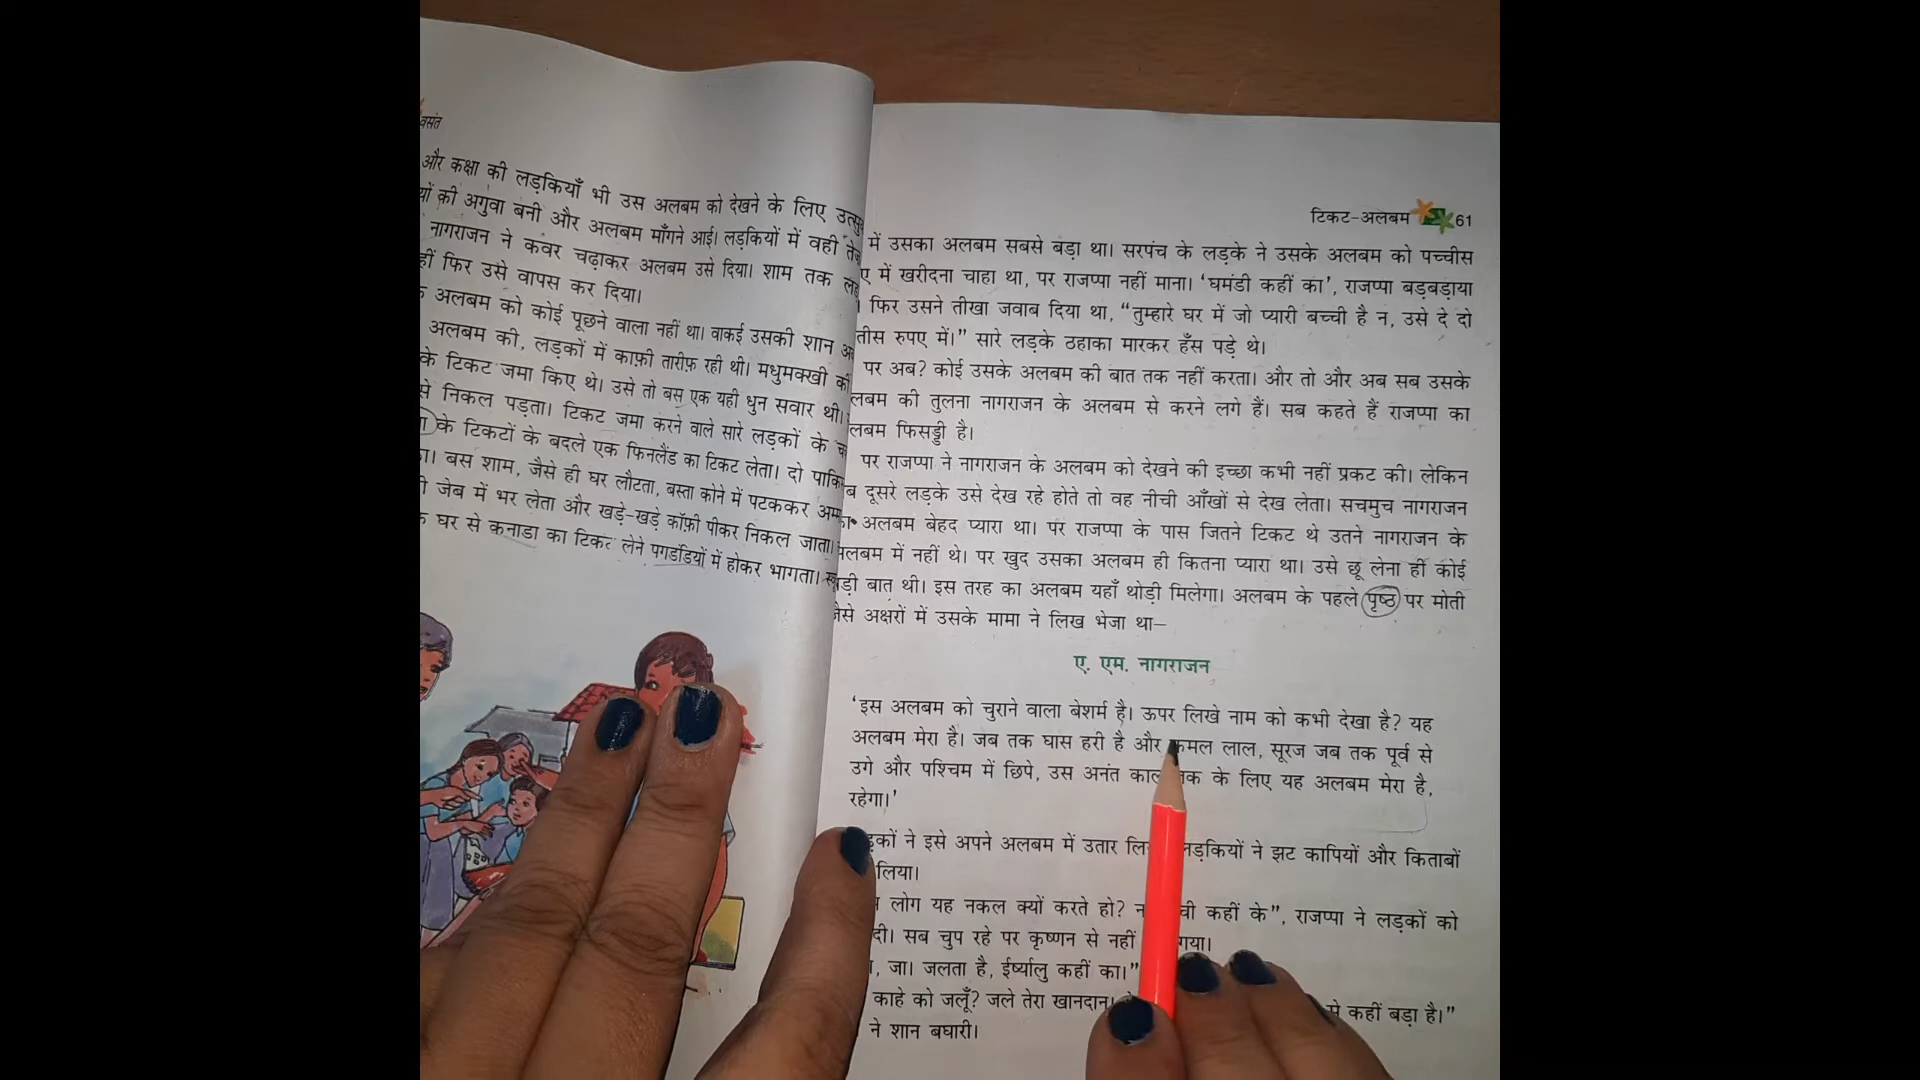 वसंत
और कक्षा की लड़कियाँ भी उस अलबम को देखने के लिए
की अगुवा बनी और अलबम माँगने आई। लड़कियों में वही
नागराजन ने कवर चढ़ाकर अलबम उसे दिया। शाम तक
फिर उसे वापस कर दिया।
अलबम को कोई पूछने वाला नहीं था। वाकई उसकी शान
अलबम की, लड़कों में काफ़ी तारीफ़ रही थी। मधुमक्खी की
के टिकट जमा किए थे। उसे तो बस एक यही धुन सवार थी।
से निकल पड़ता। टिकट जमा करने वाले सारे लड़कों के
के टिकटों के बदले एक फिनलैंड का टिकट लेता। दो
बस शाम, जैसे ही घर लौटता, बस्ता कोने में पटककर
जेब में भर लेता और खड़े-खड़े कॉफ़ी पीकर निकल जाता।
घर से कनाडा का टिकट लेने पगडंडियों में होकर भागता।
टिकट-अलबम 61
में उसका अलबम सबसे बड़ा था। सरपंच के लड़के ने उसके अलबम को पच्चीस
में खरीदना चाहा था, पर राजप्पा नहीं माना। ‘घमंडी कहीं का’, राजप्पा बड़बड़ाया
फिर उसने तीखा जवाब दिया था, “तुम्हारे घर में जो प्यारी बच्ची है न, उसे दे दो
तीस रुपए में।” सारे लड़के ठहाका मारकर हँस पड़े थे।
पर अब? कोई उसके अलबम की बात तक नहीं करता। और तो और अब सब उसके
लबम की तुलना नागराजन के अलबम से करने लगे हैं। सब कहते हैं राजप्पा का
लबम फिसड्डी है।
पर राजप्पा ने नागराजन के अलबम को देखने की इच्छा कभी नहीं प्रकट की। लेकिन
ब दूसरे लड़के उसे देख रहे होते तो वह नीची आँखों से देख लेता। सचमुच नागराजन
का अलबम बेहद प्यारा था। पर राजप्पा के पास जितने टिकट थे उतने नागराजन के
अलबम में नहीं थे। पर खुद उसका अलबम ही कितना प्यारा था। उसे छू लेना ही कोई
बड़ी बात थी। इस तरह का अलबम यहाँ थोड़ी मिलेगा। अलबम के पहले पृष्ठ पर मोती
जैसे अक्षरों में उसके मामा ने लिख भेजा था–
ए. एम. नागराजन
‘इस अलबम को चुराने वाला बेशर्म है। ऊपर लिखे नाम को कभी देखा है? यह
अलबम मेरा है। जब तक घास हरी है और कमल लाल, सूरज जब तक पूर्व से
उगे और पश्चिम में छिपे, उस अनंत काल तक के लिए यह अलबम मेरा है,
रहेगा।’
ड़कों ने इसे अपने अलबम में उतार लि लड़कियों ने झट कापियों और किताबों
लिया।
लोग यह नकल क्यों करते हो? कहीं के”, राजप्पा ने लड़कों को
दी। सब चुप रहे पर कृष्णन से नहीं गया।
जा। जलता है, ईर्ष्यालु कहीं का।”
काहे को जलूँ? जले तेरा खानदान। से कहीं बड़ा है।”
ने शान बघारी।